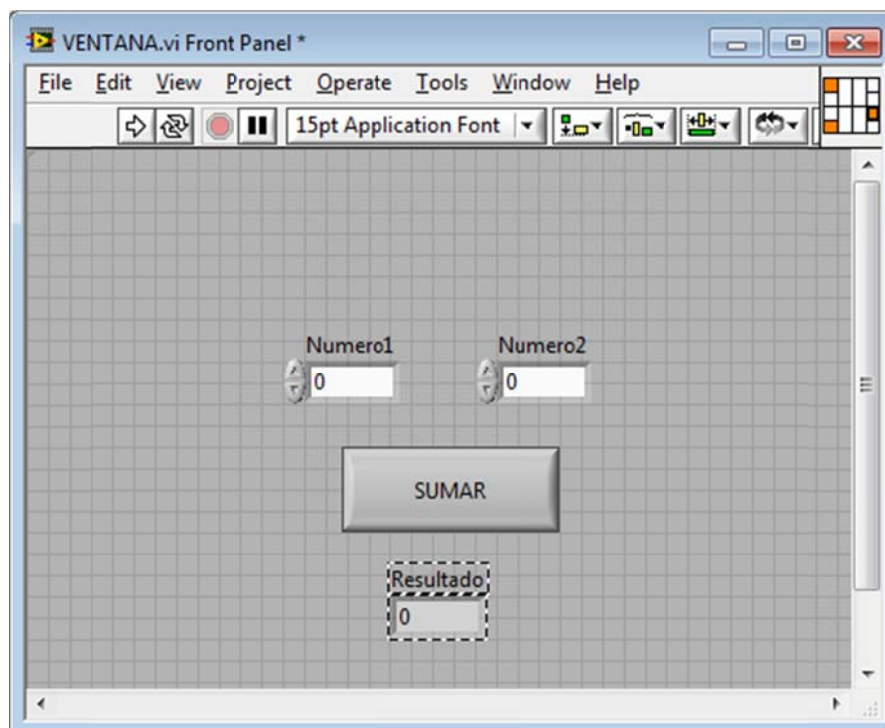 VENTANA.vi Front Panel *
File Edit View Project Operate Tools Window Help
15pt Application Font
Numero1 Numero2
0 0
SUMAR
Resultado
0